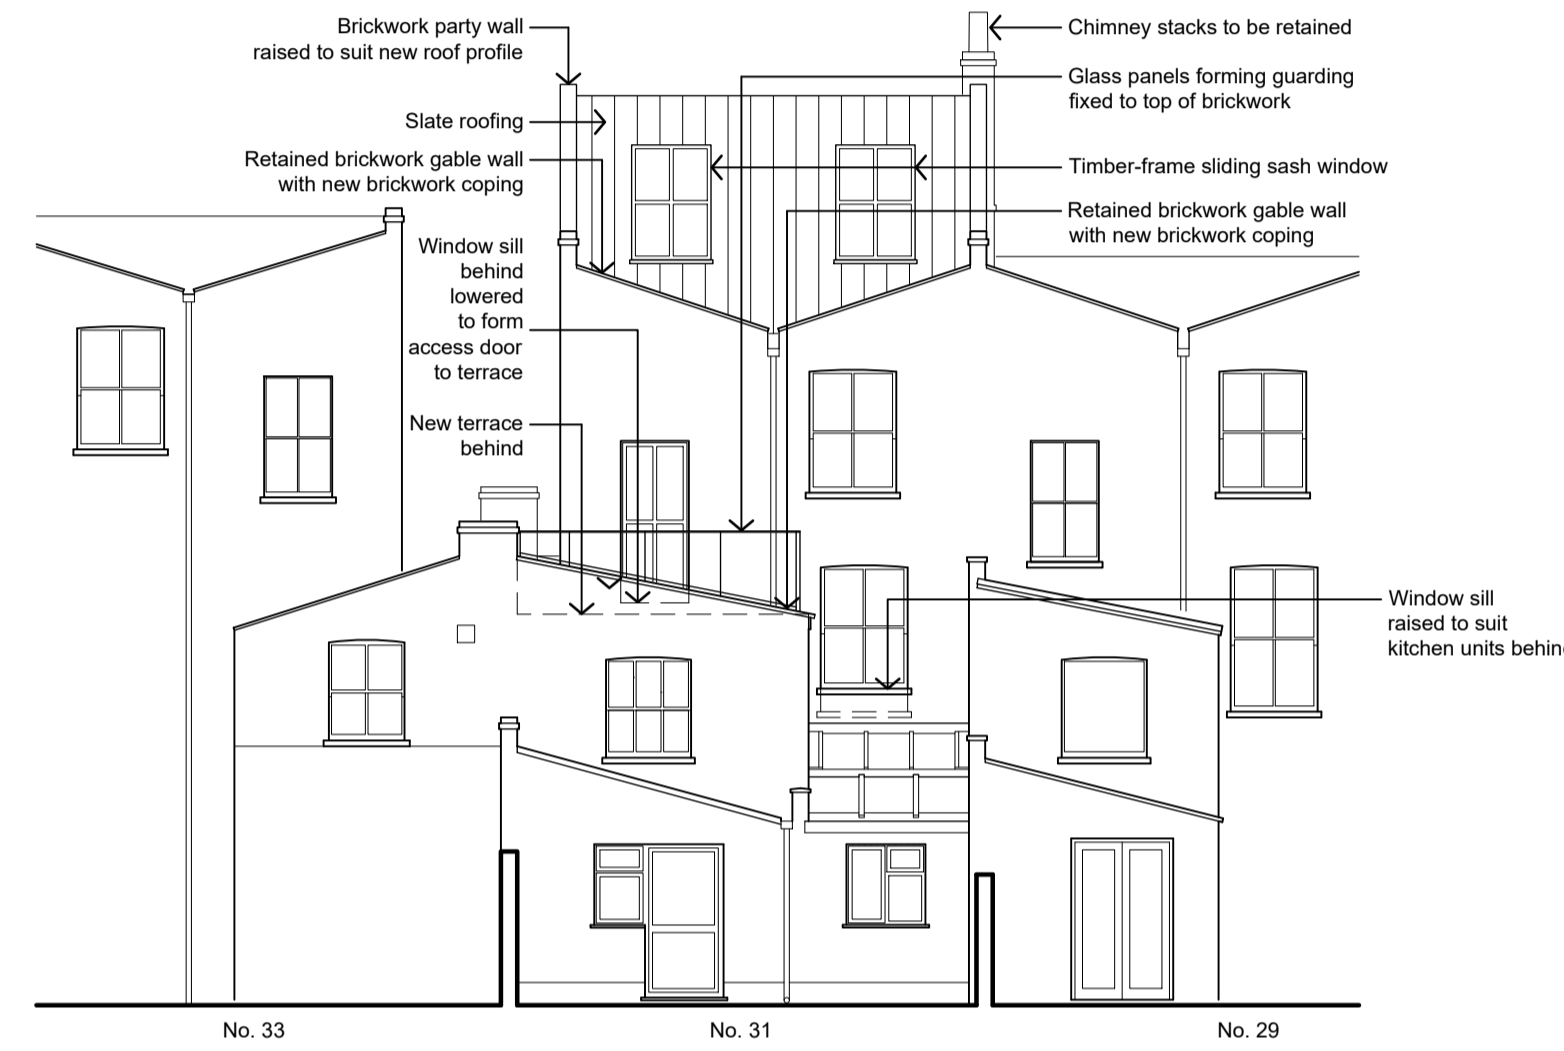 Brickwork party wall
raised to suit new roof profile
Slate roofing
Retained brickwork gable wall
with new brickwork coping
Window sill
behind
lowered
to form
access door
to terrace
New terrace
behind
Chimney stacks to be retained
Glass panels forming guarding
fixed to top of brickwork
Timber-frame sliding sash window
Retained brickwork gable wall
with new brickwork coping
Window sill
raised to suit
kitchen units behin
No. 33
No. 31
No. 29